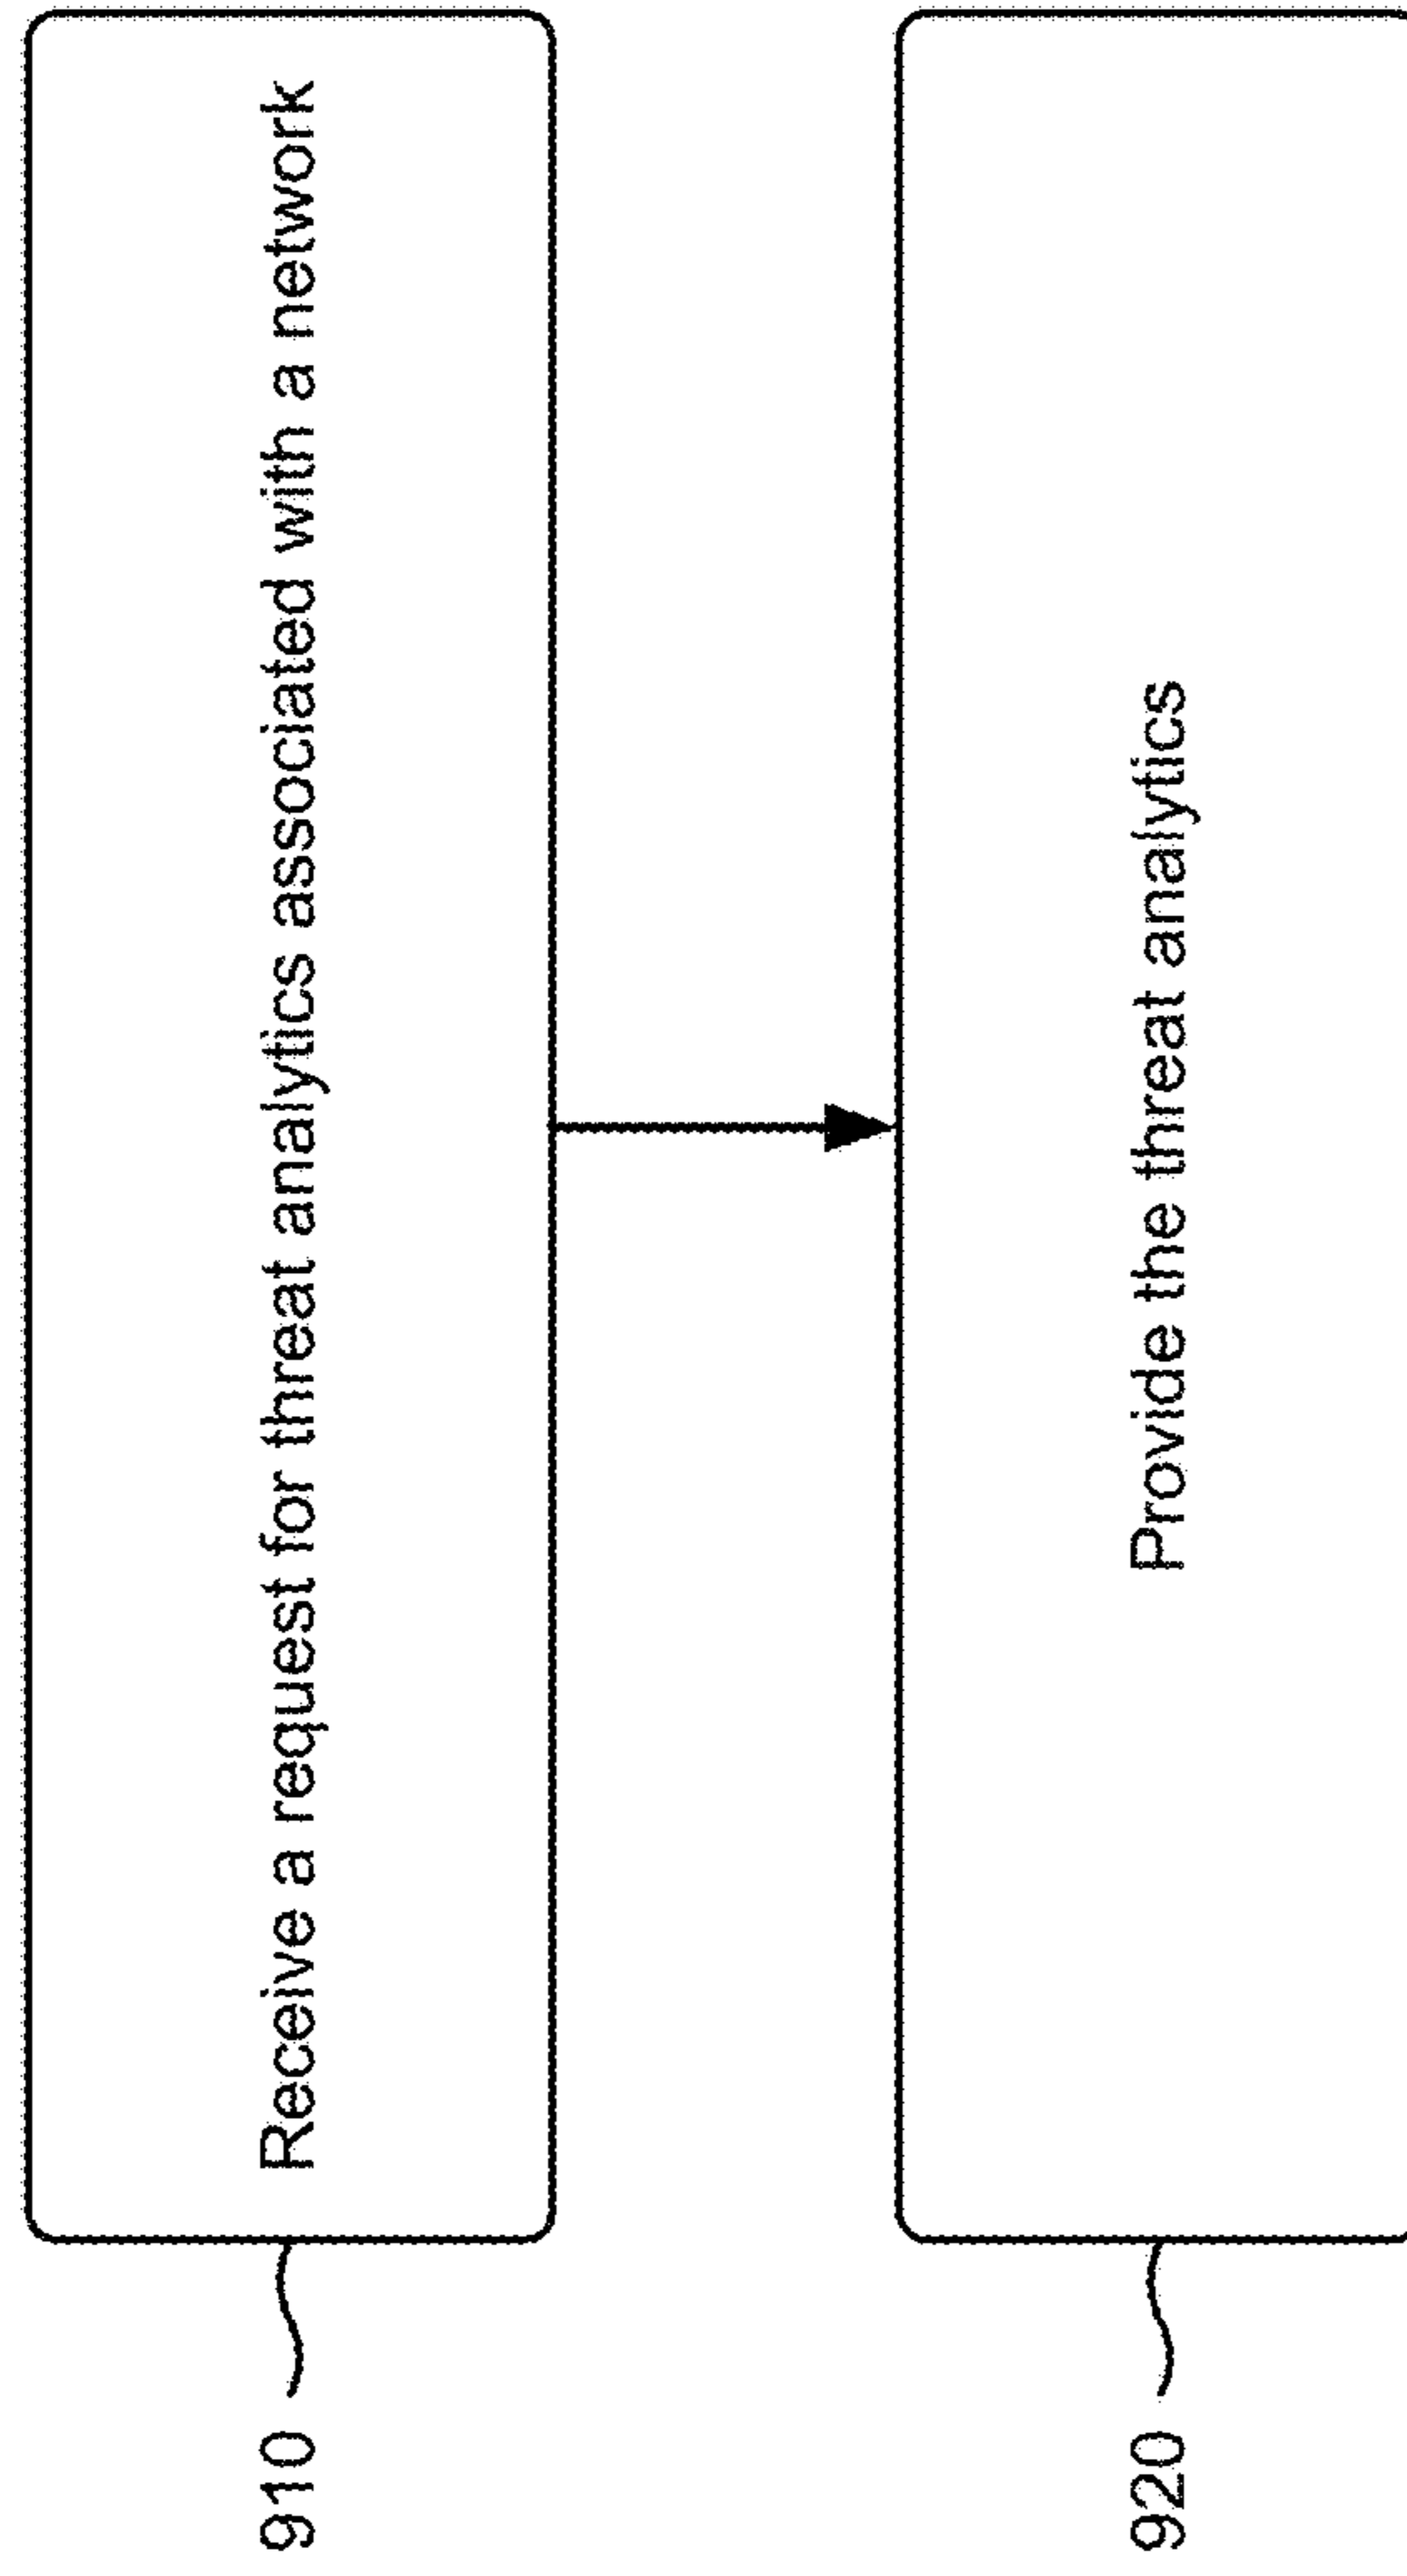 910
Receive a request for threat analytics associated with a network
920
Provide the threat analytics